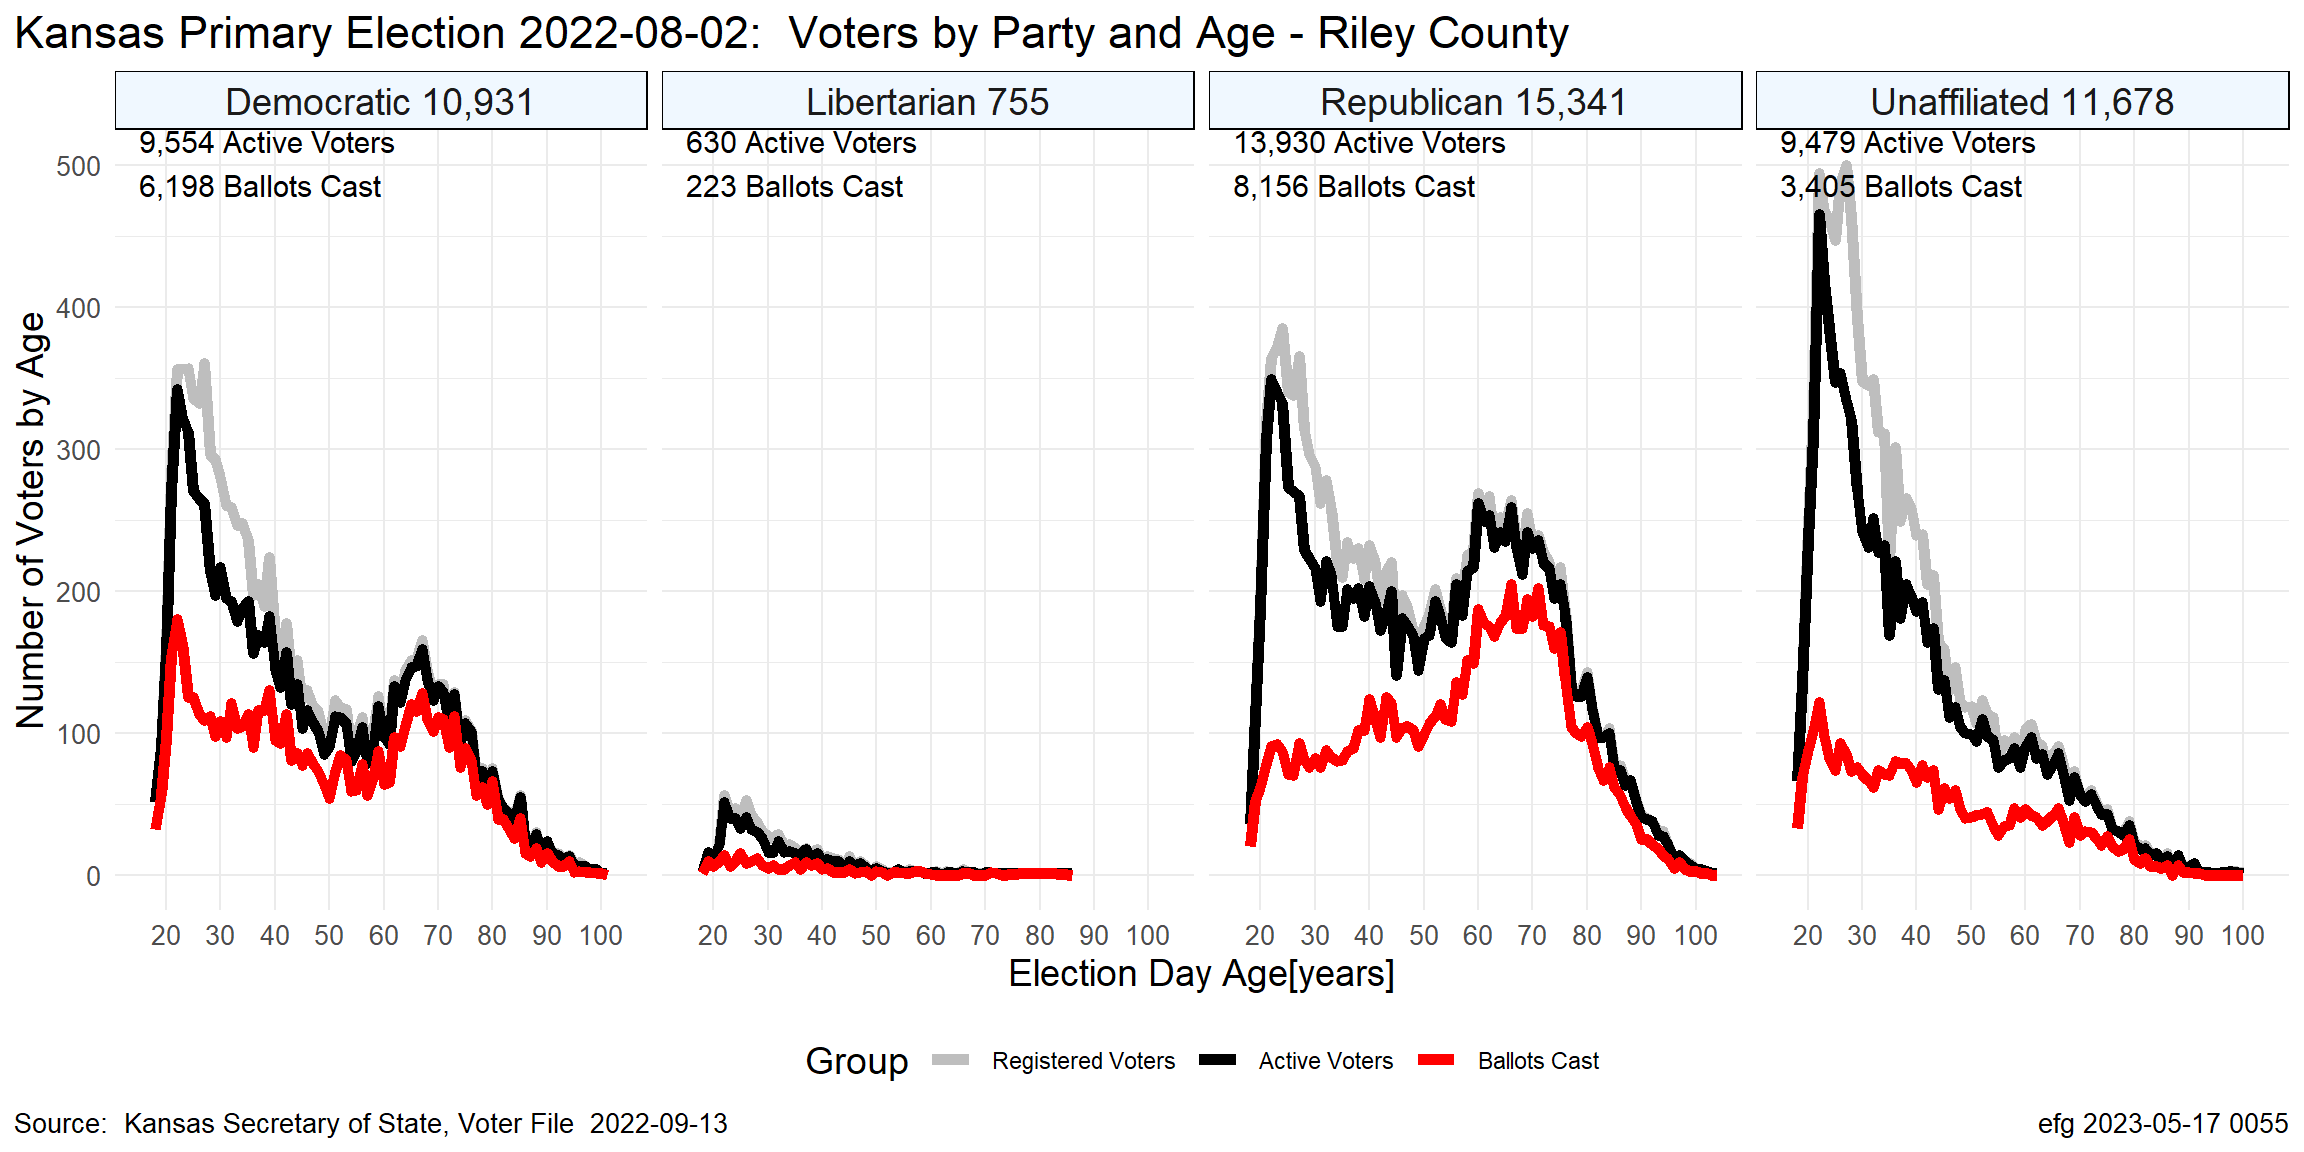 Kansas Primary Election 2022-08-02:  Voters by Party and Age - Riley County
Democratic 10,931
Libertarian 755
Republican 15,341
Unaffiliated 11,678
9,554 Active Voters
6,198 Ballots Cast
630 Active Voters
223 Ballots Cast
13,930 Active Voters
8,156 Ballots Cast
9,479 Active Voters
3,405 Ballots Cast
Number of Voters by Age
500
400
300
200
100
0
20 30 40 50 60 70 80 90 100
20 30 40 50 60 70 80 90 100
20 30 40 50 60 70 80 90 100
20 30 40 50 60 70 80 90 100
Election Day Age[years]
Group Registered Voters Active Voters Ballots Cast
Source:  Kansas Secretary of State, Voter File  2022-09-13
efg 2023-05-17 0055